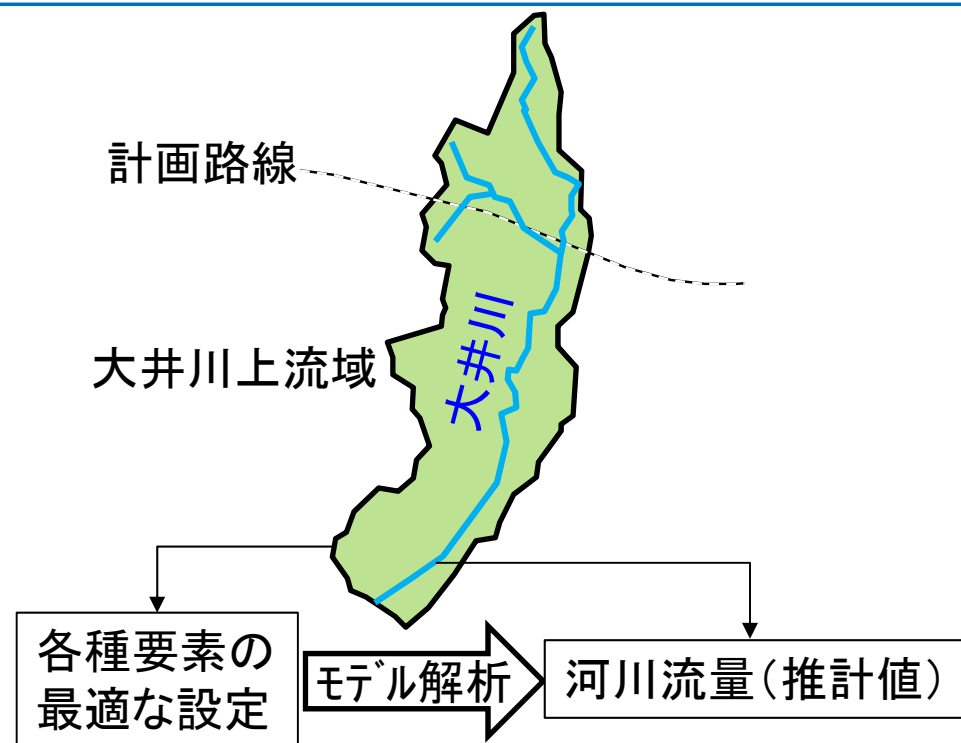 計画路線
大井川上流域
大井川
各種要素の
最適な設定
モデル解析
河川流量(推計値)